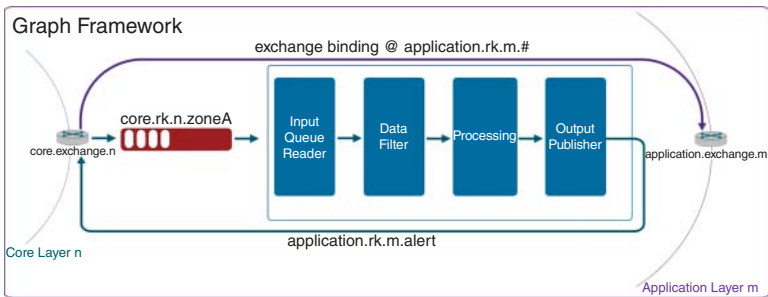 Graph Framework
exchange binding @ application.rk.m.#
core.rk.n.zoneA
core.exchange.n
Input
Queue
Reader
Data
Filter
Processing
Output
Publisher
application.exchange.m
application.rk.m.alert
Core Layer n
Application Layer m